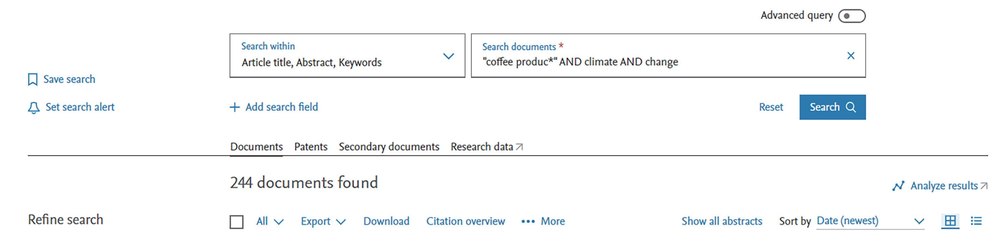 Advanced query
Search within
Article title, Abstract, Keywords
Search documents *
"coffee produc*" AND climate AND change
Save search
Set search alert
Add search field
Reset
Search
Documents Patents Secondary documents Research data
244 documents found
Analyze results
Refine search
All Export Download Citation overview More Show all abstracts Sort by Date (newest)